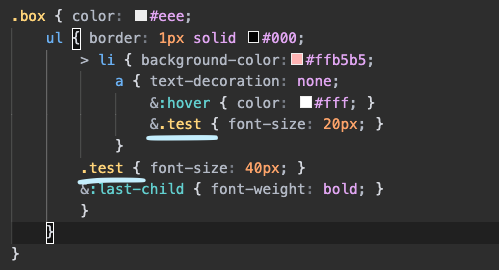 .box { color: #eee;
ul { border: 1px solid #000;
> li { background-color:#ffb5b5;
a { text-decoration: none;
&:hover { color: #fff; }
&.test { font-size: 20px; }
}
.test { font-size: 40px; }
&:last-child { font-weight: bold; }
}
}
}